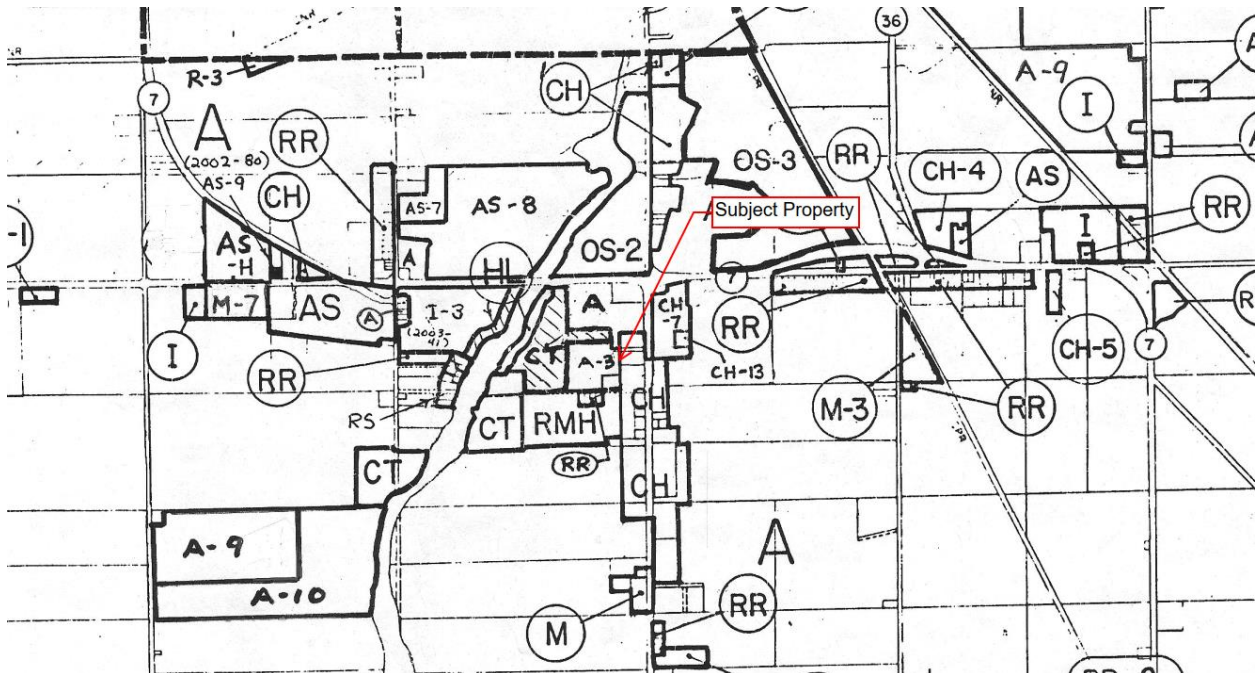 36
R-3
CH
A-9
I
7
A
(2002-80)
RR
OS-3
RR
CH-4
AS
AS-9
CH
AS-7
AS-8
Subject Property
I
RR
AS
-H
A
HL
OS-2
7
M-7
AS
A
I-3
(2003-
41)
A
CH
-7
RR
I
RR
CT
A-3
CH-13
CH-5
7
RS
CT
RMH
CH
M-3
RR
CT
RR
CH
A-9
A
A-10
M
RR